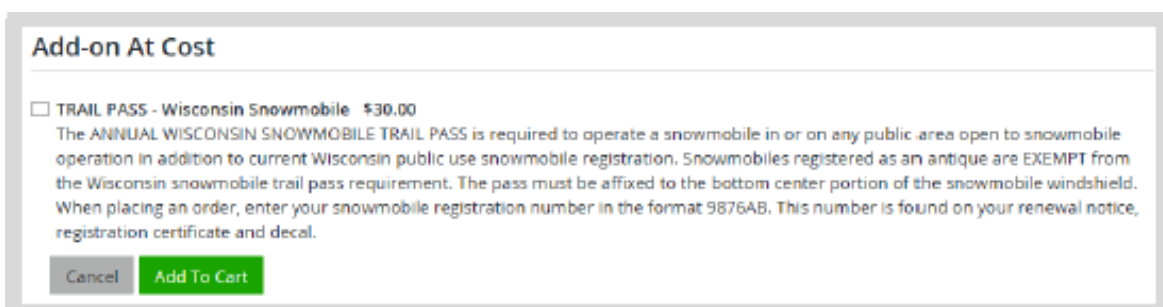 Add-on At Cost
TRAIL PASS - Wisconsin Snowmobile $30.00
The ANNUAL WISCONSIN SNOWMOBILE TRAIL PASS is required to operate a snowmobile in or on any public area open to snowmobile
operation in addition to current Wisconsin public use snowmobile registration. Snowmobiles registered as an antique are EXEMPT from
the Wisconsin snowmobile trail pass requirement. The pass must be affixed to the bottom center portion of the snowmobile windshield.
When placing an order, enter your snowmobile registration number in the format 9876AB. This number is found on your renewal notice,
registration certificate and decal.
Cancel Add To Cart